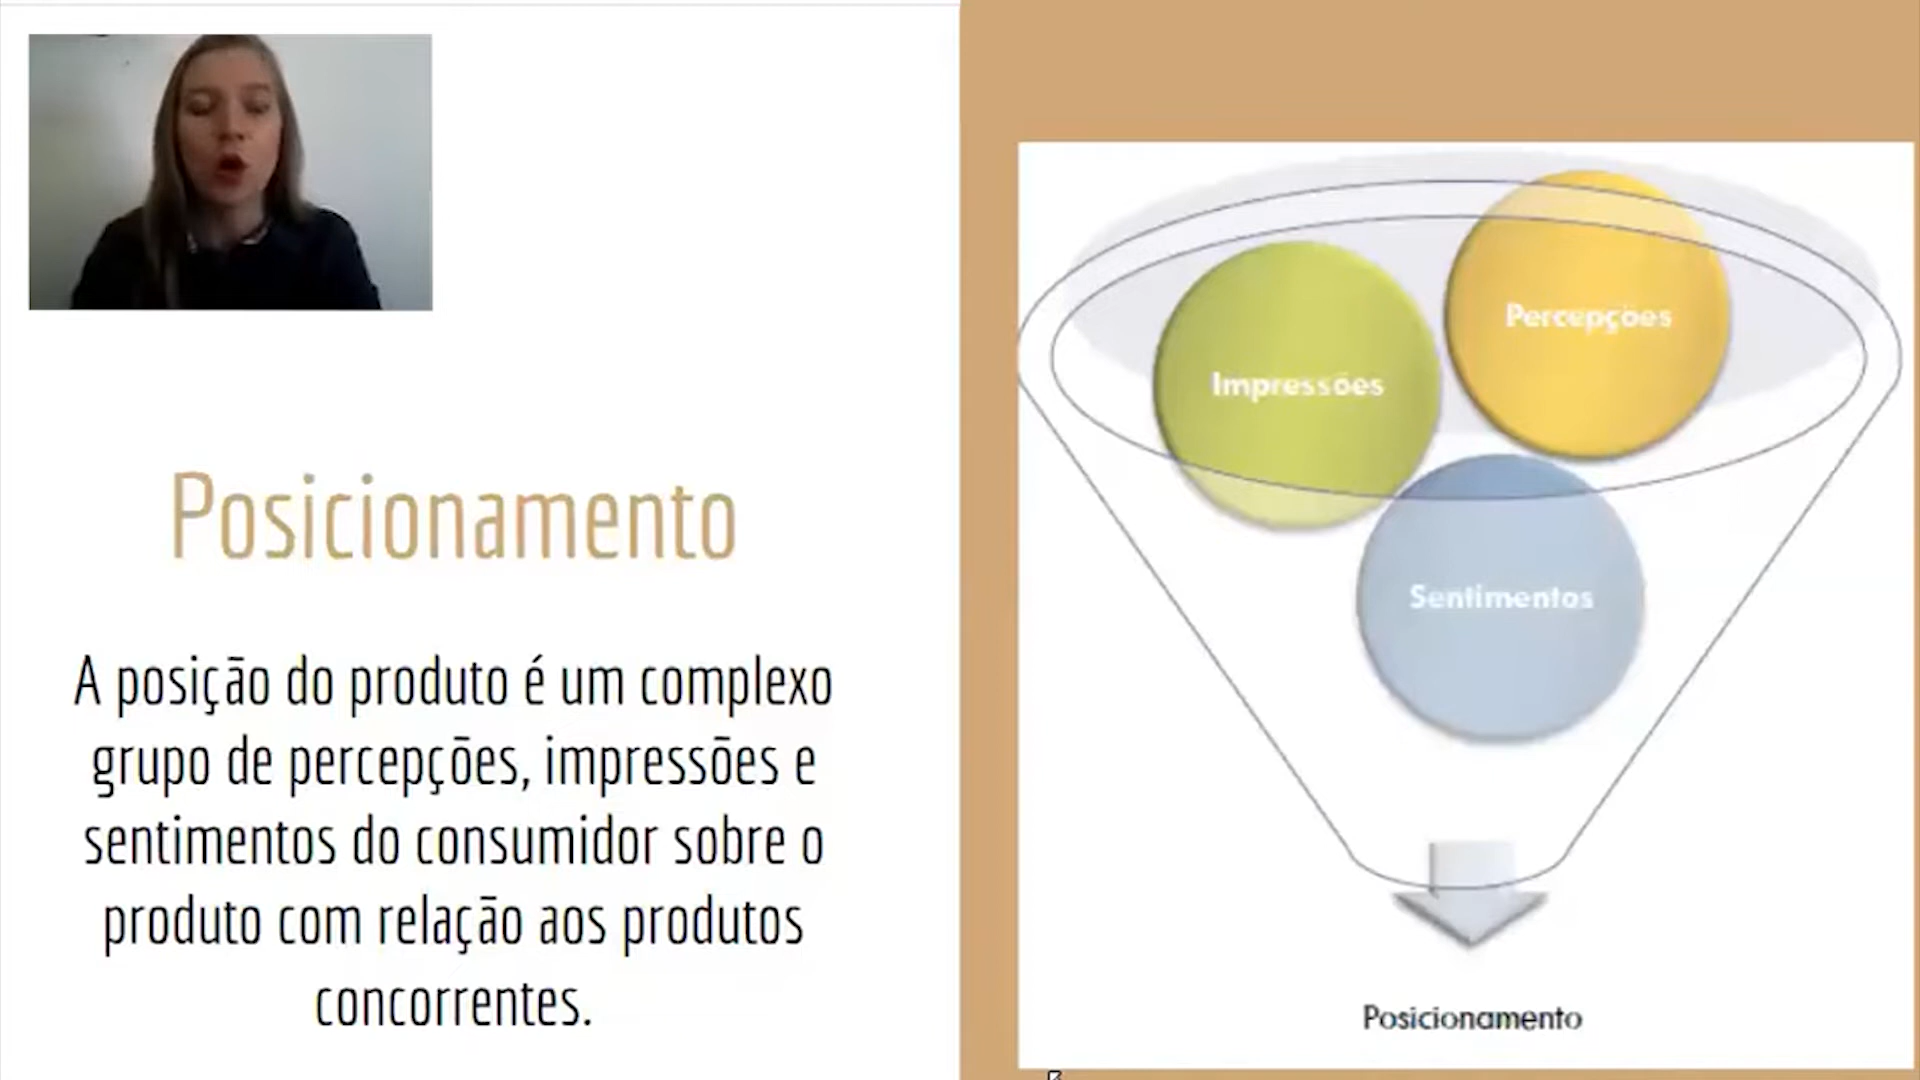 Posicionamento
A posição do produto é um complexo
grupo de percepções, impressões e
sentimentos do consumidor sobre o
produto com relação aos produtos
concorrentes.
Percepções
Impressões
Sentimentos
Posicionamento